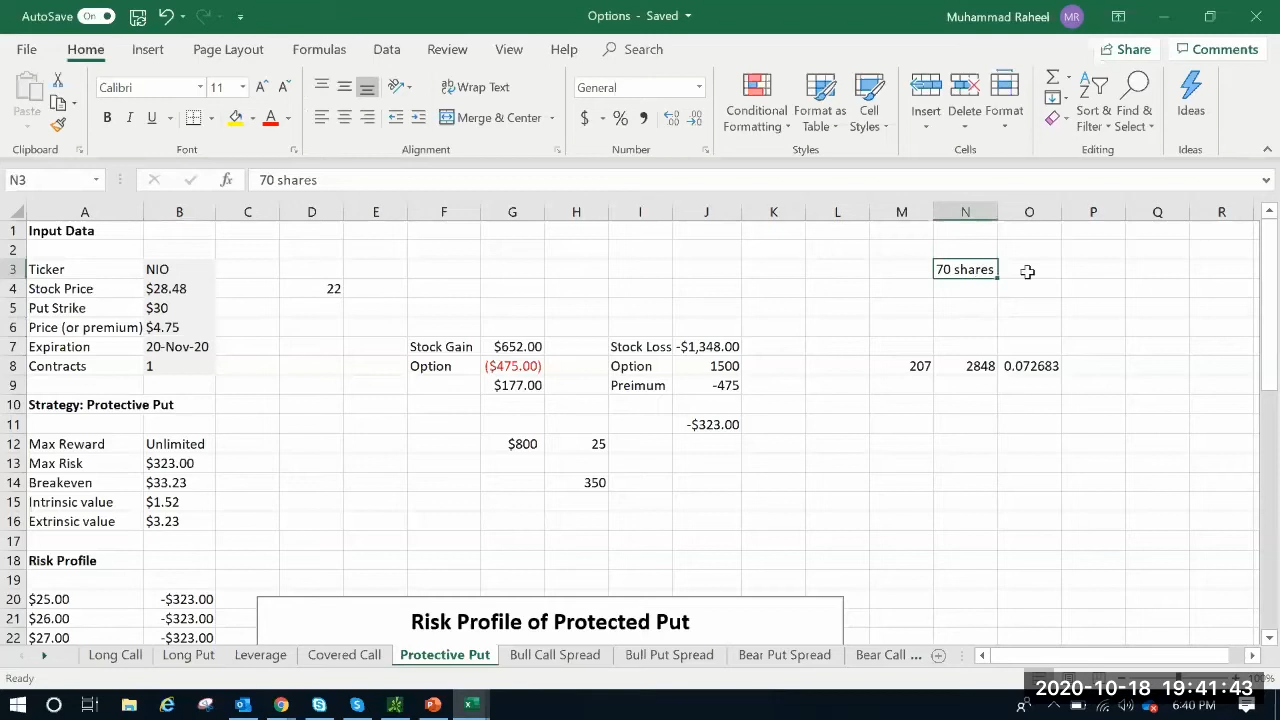 AutoSave On Options - Saved Muhammad Raheel MR
File Home Insert Page Layout Formulas Data Review View Help Search Share Comments
Paste Calibri 11 Wrap Text General Conditional Formatting Format as Table Cell Styles Insert Delete Format Sort & Filter Find & Select Ideas
B I U A Merge & Center $ % ,
Clipboard Font Alignment Number Styles Cells Editing Ideas
N3 fx 70 shares
A B C D E F G H I J K L M N O P Q R
1 Input Data
2
3 Ticker NIO 70 shares
4 Stock Price $28.48 22
5 Put Strike $30
6 Price (or premium) $4.75
7 Expiration 20-Nov-20 Stock Gain $652.00 Stock Loss -$1,348.00
8 Contracts 1 Option ($475.00) Option 1500 207 2848 0.072683
9 $177.00 Preimum -475
10 Strategy: Protective Put
11 -$323.00
12 Max Reward Unlimited $800 25
13 Max Risk $323.00
14 Breakeven $33.23 350
15 Intrinsic value $1.52
16 Extrinsic value $3.23
17
18 Risk Profile
19
20 $25.00 -$323.00
21 $26.00 -$323.00 Risk Profile of Protected Put
22 $27.00 -$323.00
Long Call Long Put Leverage Covered Call Protective Put Bull Call Spread Bull Put Spread Bear Put Spread Bear Call ...
Ready
2020-10-18 19:41:43
6:40 PM